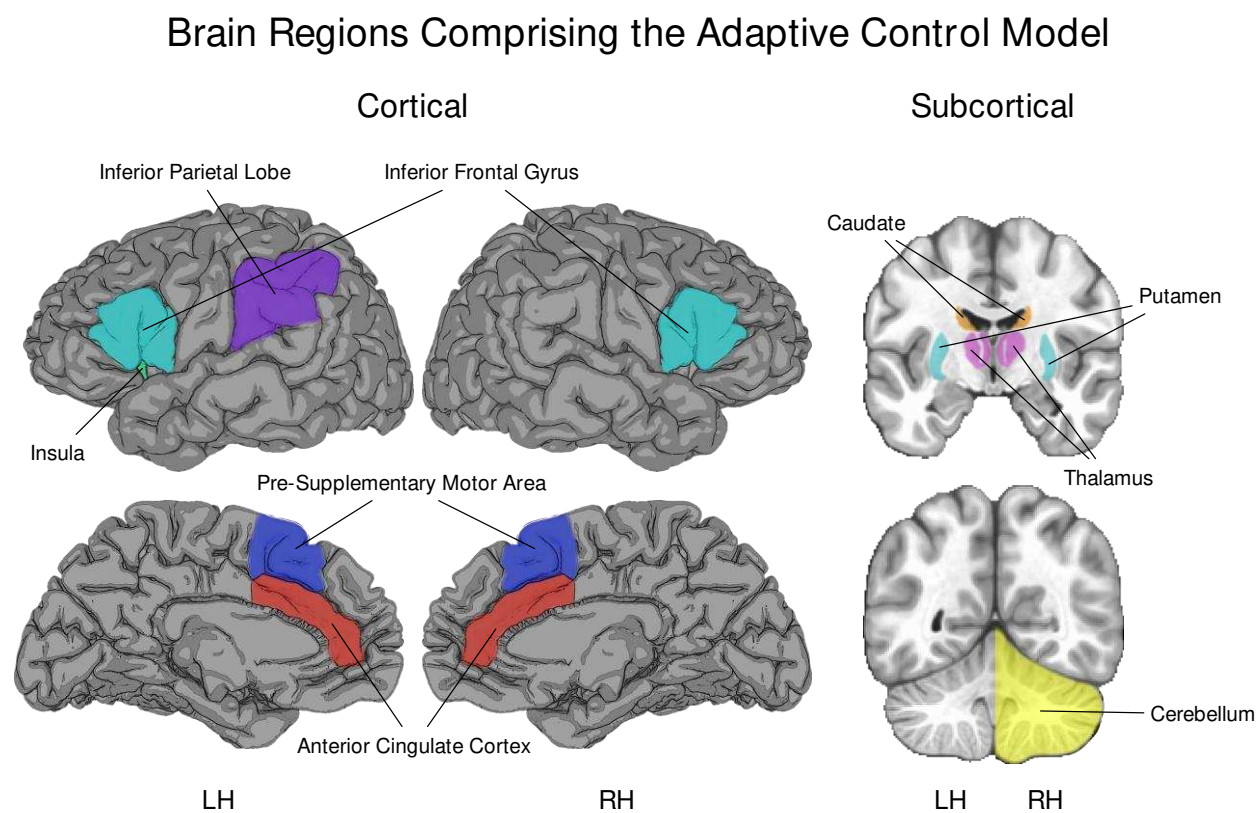 Brain Regions Comprising the Adaptive Control Model
Cortical
Subcortical
Inferior Parietal Lobe
Inferior Frontal Gyrus
Caudate
Putamen
Insula
Thalamus
Pre-Supplementary Motor Area
Cerebellum
Anterior Cingulate Cortex
LH
RH
LH
RH